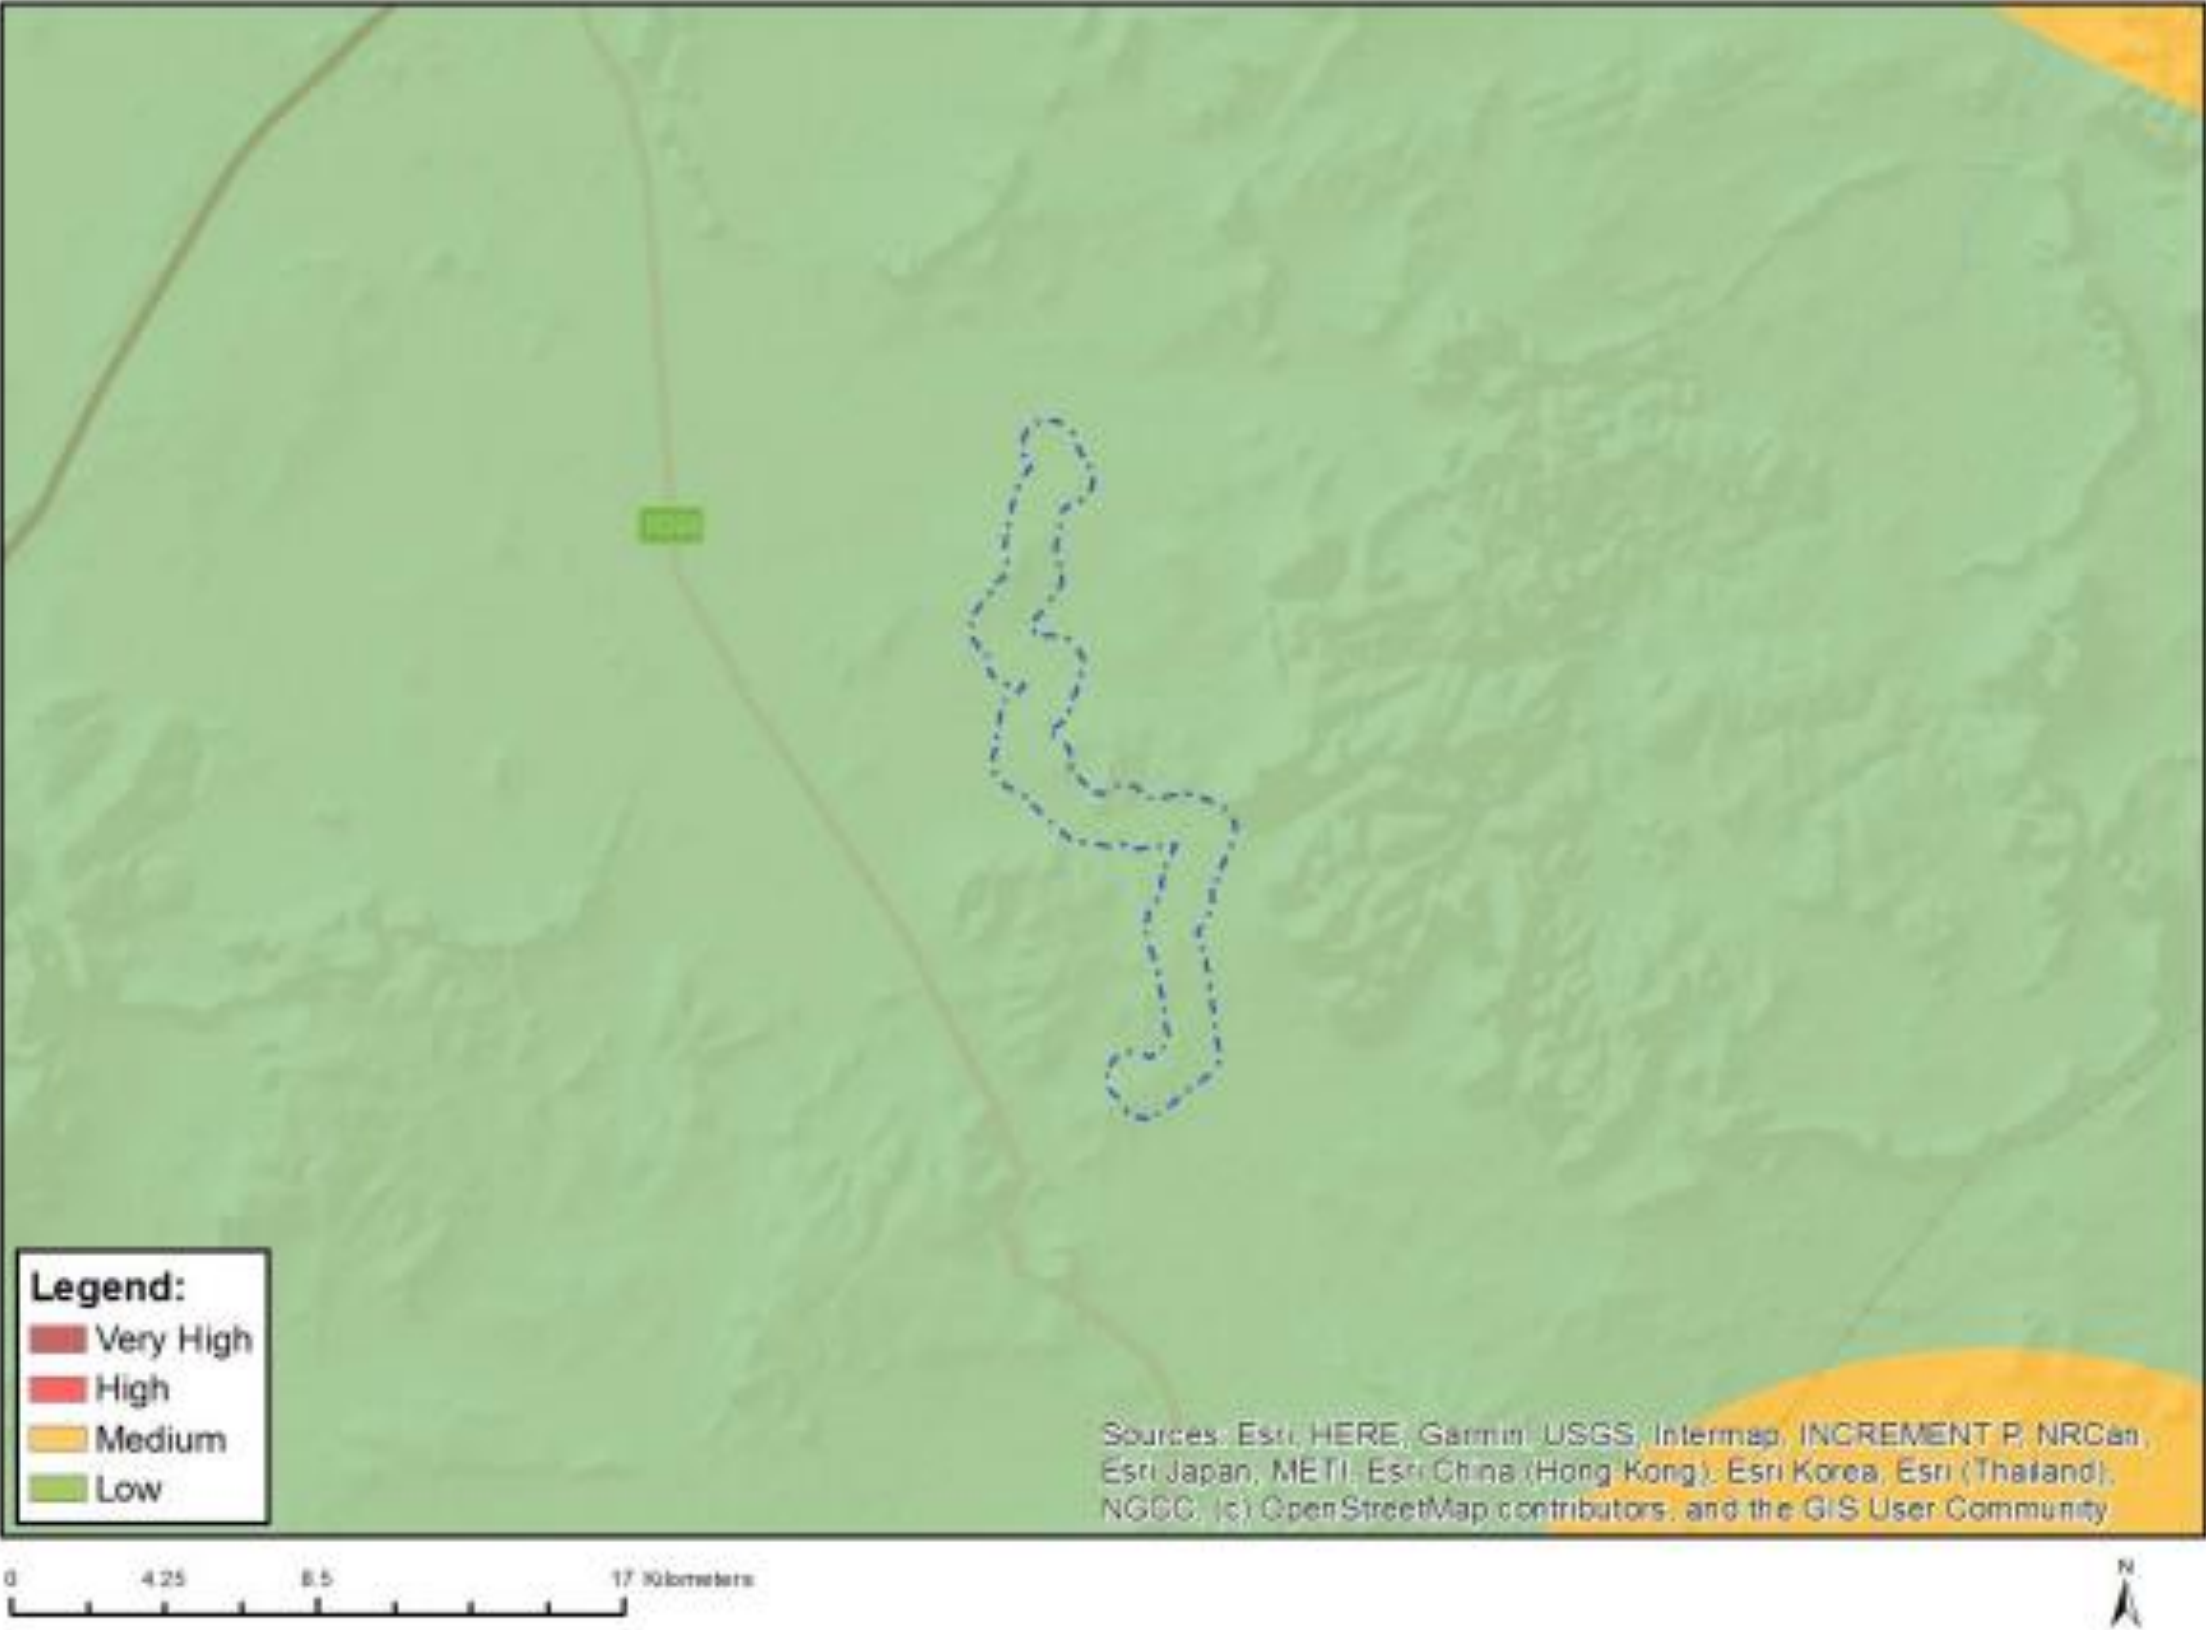 Legend:
Very High
High
Medium
Low
Sources: Esri, HERE, Garmin, USGS, Intermap, INCREMENT P, NRCan,
Esri Japan, METI, Esri China (Hong Kong), Esri Korea, Esri (Thailand),
NGCC, (c) OpenStreetMap contributors, and the GIS User Community
0 4.25 8.5 17 Kilometers
N